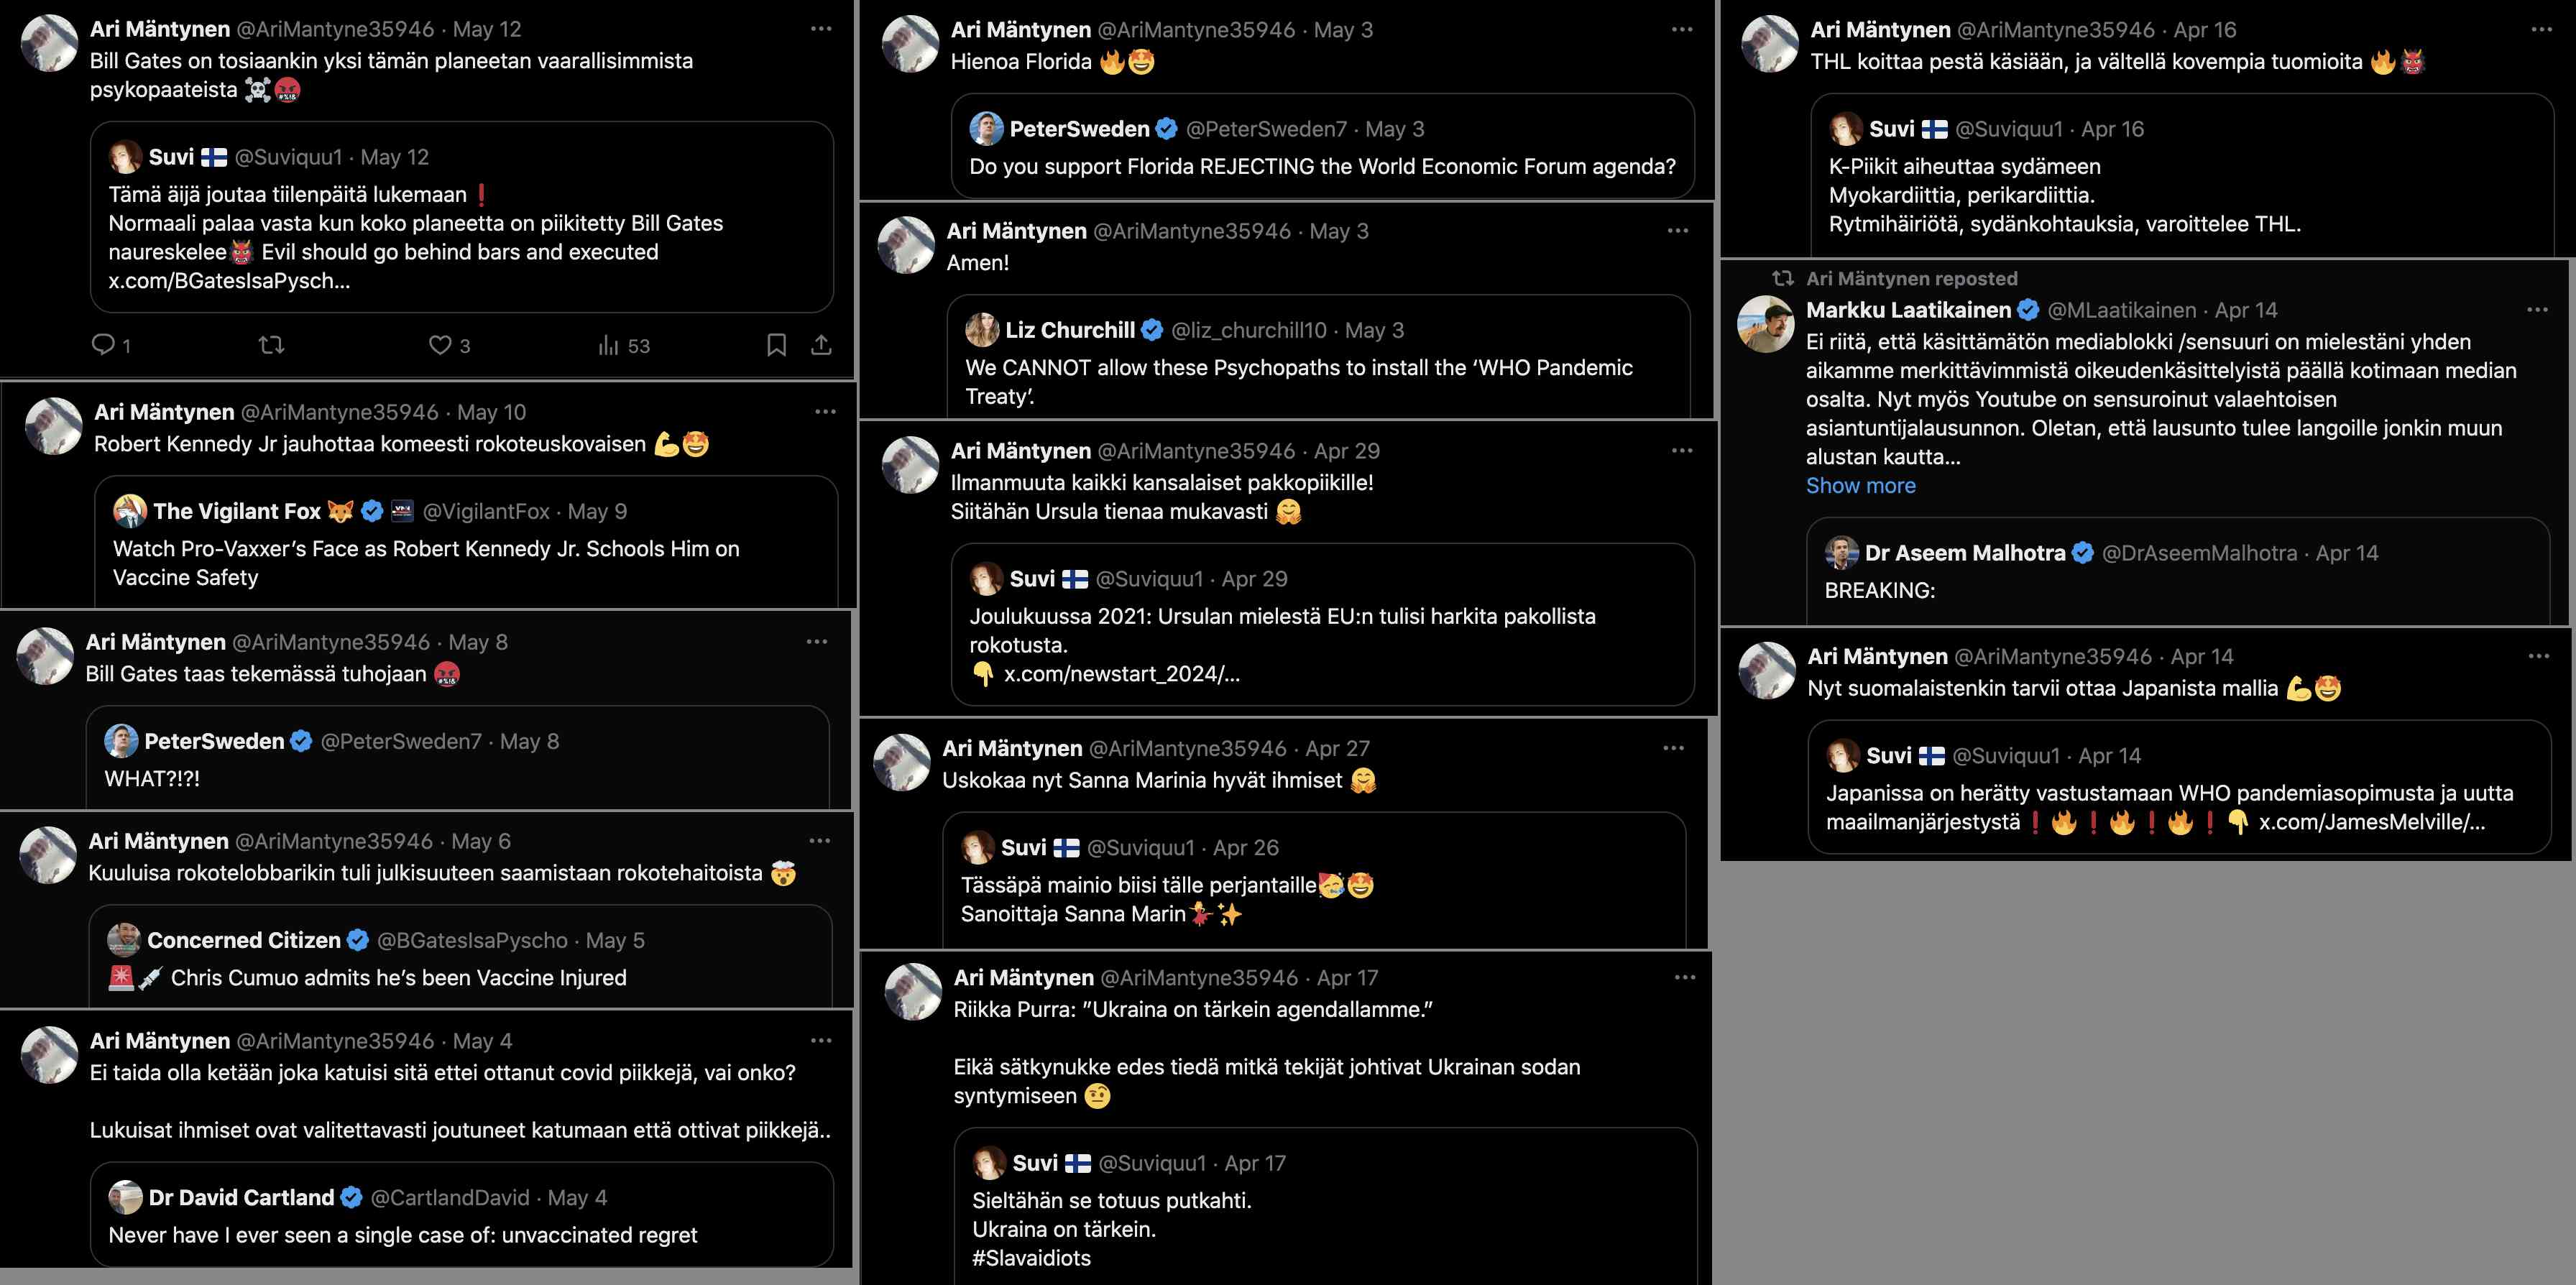 Ari Mäntynen @AriMantyne35946 · May 12
Bill Gates on tosiaankin yksi tämän planeetan vaarallisimmista
psykopaateista ☠️🤬
Suvi 🇫🇮 @Suviquu1 · May 12
Tämä äijä joutaa tiilenpäitä lukemaan❗
Normaali palaa vasta kun koko planeetta on piikitetty Bill Gates
naureskelee👹 Evil should go behind bars and executed
x.com/BGatesIsaPysch...
1 3 53
Ari Mäntynen @AriMantyne35946 · May 10
Robert Kennedy Jr jauhottaa komeesti rokoteuskovaisen 💪🤩
The Vigilant Fox 🦊 @VigilantFox · May 9
Watch Pro-Vaxxer's Face as Robert Kennedy Jr. Schools Him on
Vaccine Safety
Ari Mäntynen @AriMantyne35946 · May 8
Bill Gates taas tekemässä tuhojaan 🤬
PeterSweden @PeterSweden7 · May 8
WHAT?!?!
Ari Mäntynen @AriMantyne35946 · May 6
Kuuluisa rokotelobbarikin tuli julkisuuteen saamistaan rokotehaitoista 🤯
Concerned Citizen @BGatesIsaPyscho · May 5
🚨💉 Chris Cumuo admits he's been Vaccine Injured
Ari Mäntynen @AriMantyne35946 · May 4
Ei taida olla ketään joka katuisi sitä ettei ottanut covid piikkejä, vai onko?
Lukuisat ihmiset ovat valitettavasti joutuneet katumaan että ottivat piikkejä..
Dr David Cartland @CartlandDavid · May 4
Never have I ever seen a single case of: unvaccinated regret
Ari Mäntynen @AriMantyne35946 · May 3
Hienoa Florida 🔥🤩
PeterSweden @PeterSweden7 · May 3
Do you support Florida REJECTING the World Economic Forum agenda?
Ari Mäntynen @AriMantyne35946 · May 3
Amen!
Liz Churchill @liz_churchill10 · May 3
We CANNOT allow these Psychopaths to install the 'WHO Pandemic
Treaty'.
Ari Mäntynen @AriMantyne35946 · Apr 29
Ilmanmuuta kaikki kansalaiset pakkopiikille!
Siitähän Ursula tienaa mukavasti 🤗
Suvi 🇫🇮 @Suviquu1 · Apr 29
Joulukuussa 2021: Ursulan mielestä EU:n tulisi harkita pakollista
rokotusta.
👇 x.com/newstart_2024/...
Ari Mäntynen @AriMantyne35946 · Apr 27
Uskokaa nyt Sanna Marinia hyvät ihmiset 🤗
Suvi 🇫🇮 @Suviquu1 · Apr 26
Tässäpä mainio biisi tälle perjantaille🥳🤩
Sanoittaja Sanna Marin💃✨
Ari Mäntynen @AriMantyne35946 · Apr 17
Riikka Purra: ”Ukraina on tärkein agendallamme.”
Eikä sätkynukke edes tiedä mitkä tekijät johtivat Ukrainan sodan
syntymiseen 🤨
Suvi 🇫🇮 @Suviquu1 · Apr 17
Sieltähän se totuus putkahti.
Ukraina on tärkein.
#Slavaidiots
Ari Mäntynen @AriMantyne35946 · Apr 16
THL koittaa pestä käsiään, ja vältellä kovempia tuomioita 🔥👹
Suvi 🇫🇮 @Suviquu1 · Apr 16
K-Piikit aiheuttaa sydämeen
Myokardiittia, perikardiittia.
Rytmihäiriötä, sydänkohtauksia, varoittelee THL.
Ari Mäntynen reposted
Markku Laatikainen @MLaatikainen · Apr 14
Ei riitä, että käsittämätön mediablokki /sensuuri on mielestäni yhden
aikamme merkittävimmistä oikeudenkäsittelyistä päällä kotimaan median
osalta. Nyt myös Youtube on sensuroinut valaehtoisen
asiantuntijalausunnon. Oletan, että lausunto tulee langoille jonkin muun
alustan kautta...
Show more
Dr Aseem Malhotra @DrAseemMalhotra · Apr 14
BREAKING:
Ari Mäntynen @AriMantyne35946 · Apr 14
Nyt suomalaistenkin tarvii ottaa Japanista mallia 💪🤩
Suvi 🇫🇮 @Suviquu1 · Apr 14
Japanissa on herätty vastustamaan WHO pandemiasopimusta ja uutta
maailmanjärjestystä❗🔥❗🔥❗🔥❗👇 x.com/JamesMelville/...